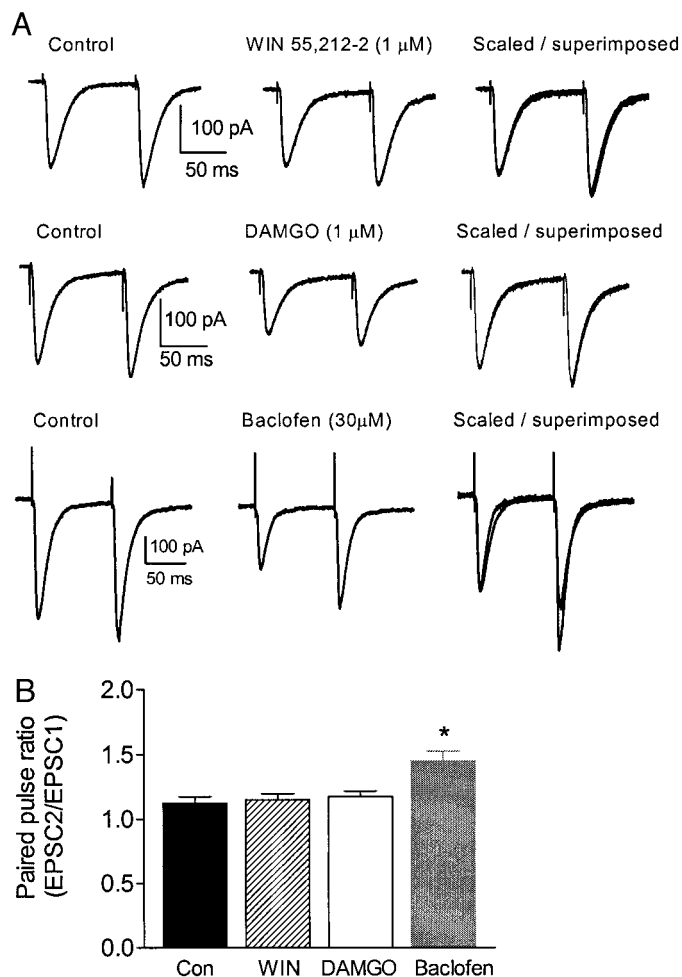 A
Control
WIN 55,212-2 (1 μM)
Scaled / superimposed
100 pA
50 ms
Control
DAMGO (1 μM)
Scaled / superimposed
100 pA
50 ms
Control
Baclofen (30μM)
Scaled / superimposed
100 pA
50 ms
B
Paired pulse ratio
(EPSC2/EPSC1)
2.0
1.5
1.0
0.5
0.0
*
Con
WIN
DAMGO
Baclofen